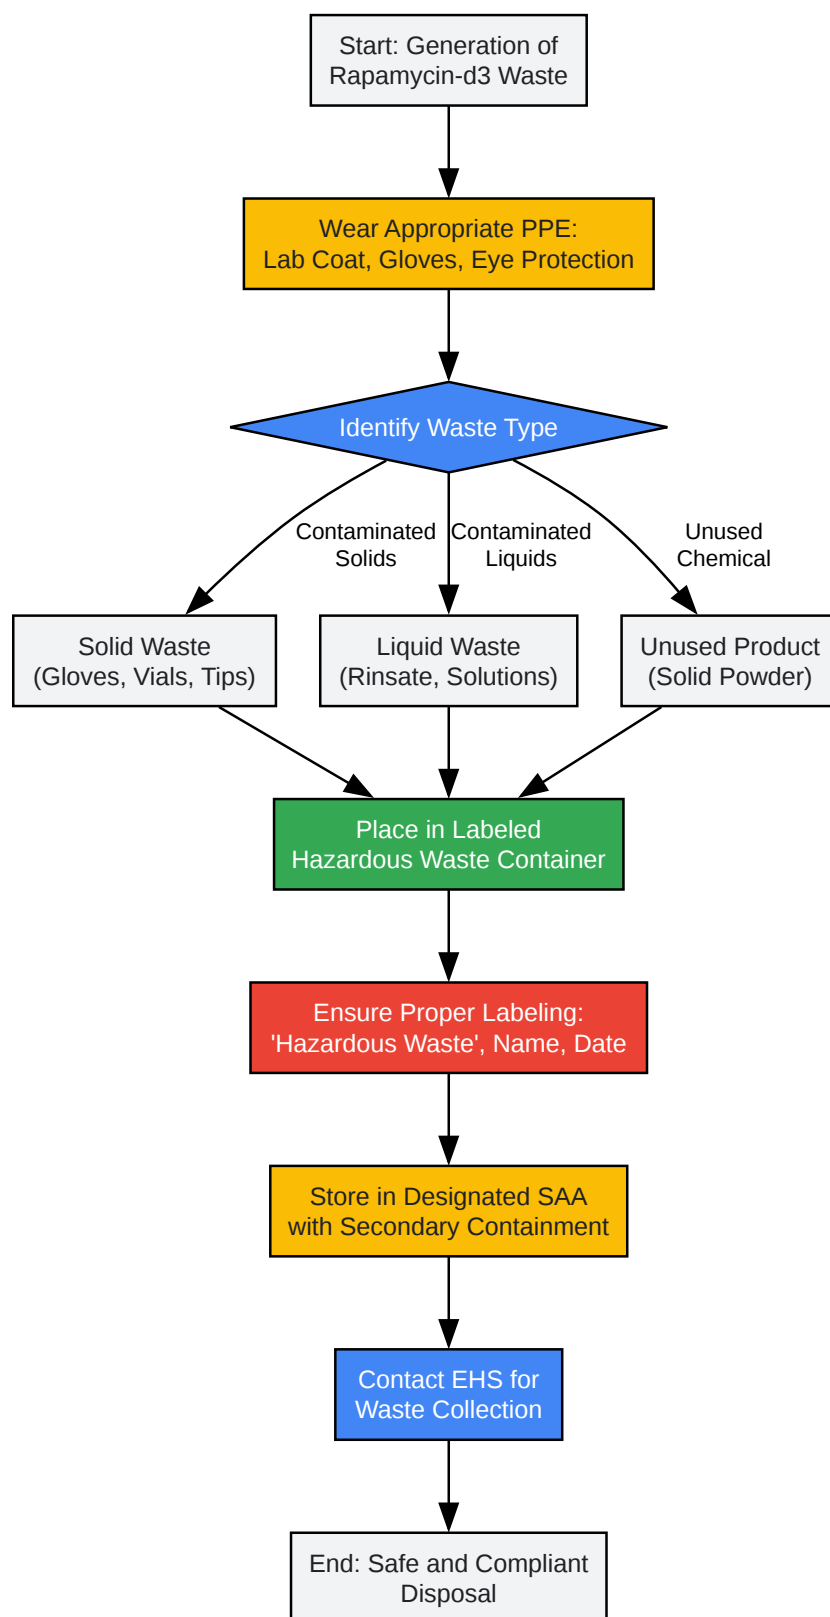 Start: Generation of
Rapamycin-d3 Waste
Wear Appropriate PPE:
Lab Coat, Gloves, Eye Protection
Identify Waste Type
Contaminated
Solids
Contaminated
Liquids
Unused
Chemical
Solid Waste
(Gloves, Vials, Tips)
Liquid Waste
(Rinsate, Solutions)
Unused Product
(Solid Powder)
Place in Labeled
Hazardous Waste Container
Ensure Proper Labeling:
'Hazardous Waste', Name, Date
Store in Designated SAA
with Secondary Containment
Contact EHS for
Waste Collection
End: Safe and Compliant
Disposal